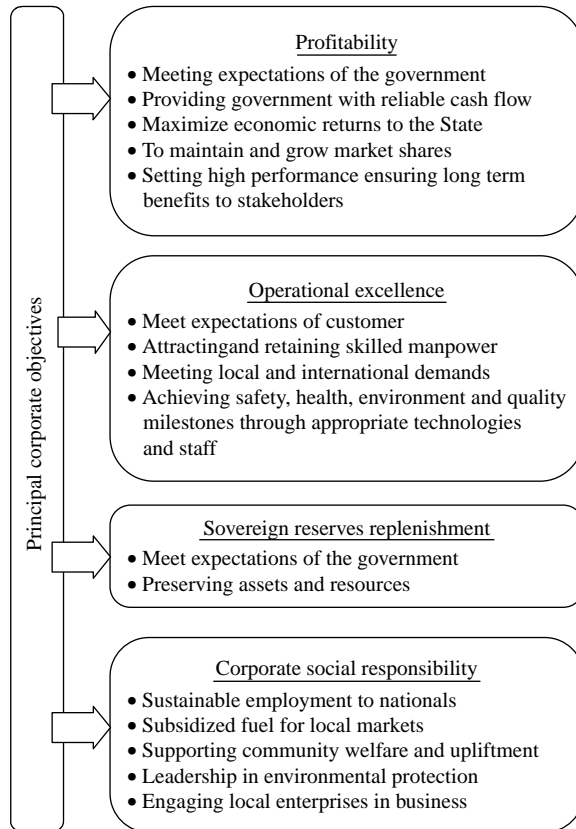 Principal corporate objectives
Profitability
• Meeting expectations of the government
• Providing government with reliable cash flow
• Maximize economic returns to the State
• To maintain and grow market shares
• Setting high performance ensuring long term
benefits to stakeholders
Operational excellence
• Meet expectations of customer
• Attractingand retaining skilled manpower
• Meeting local and international demands
• Achieving safety, health, environment and quality
milestones through appropriate technologies
and staff
Sovereign reserves replenishment
• Meet expectations of the government
• Preserving assets and resources
Corporate social responsibility
• Sustainable employment to nationals
• Subsidized fuel for local markets
• Supporting community welfare and upliftment
• Leadership in environmental protection
• Engaging local enterprises in business